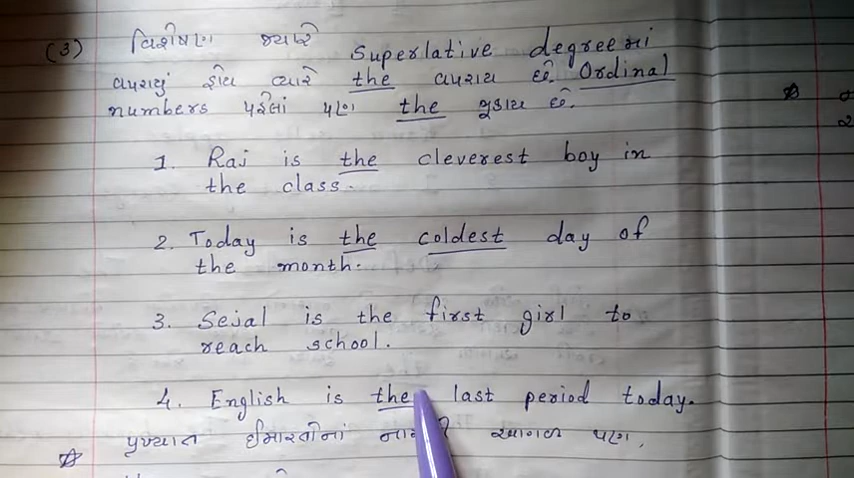 (3) વિશેષણ જ્યારે Superlative degreeમાં
વપરાયું હોય ત્યારે the વપરાય છે. Ordinal
numbers પહેલાં પણ the મુકાય છે.
1. Raj is the cleverest boy in
the class.
2. Today is the coldest day of
the month.
3. Sejal is the first girl to
reach school.
4. English is the last period today.
પ્રખ્યાત ઈમારતોનાં આગળ પણ.